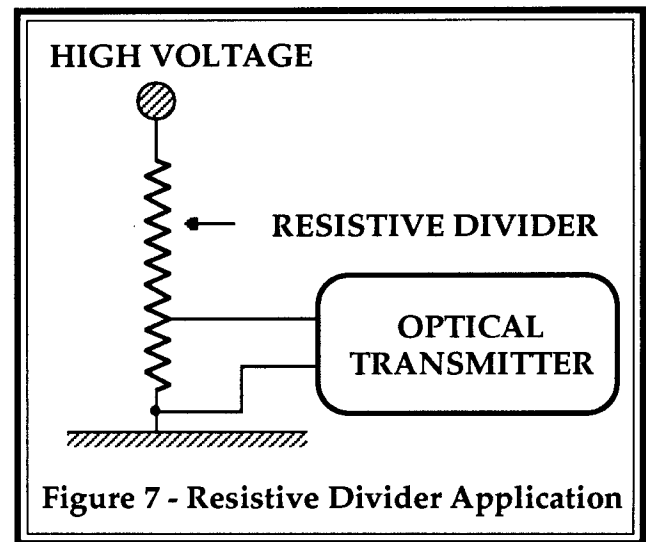 HIGH VOLTAGE
RESISTIVE DIVIDER
OPTICAL
TRANSMITTER
Figure 7 - Resistive Divider Application